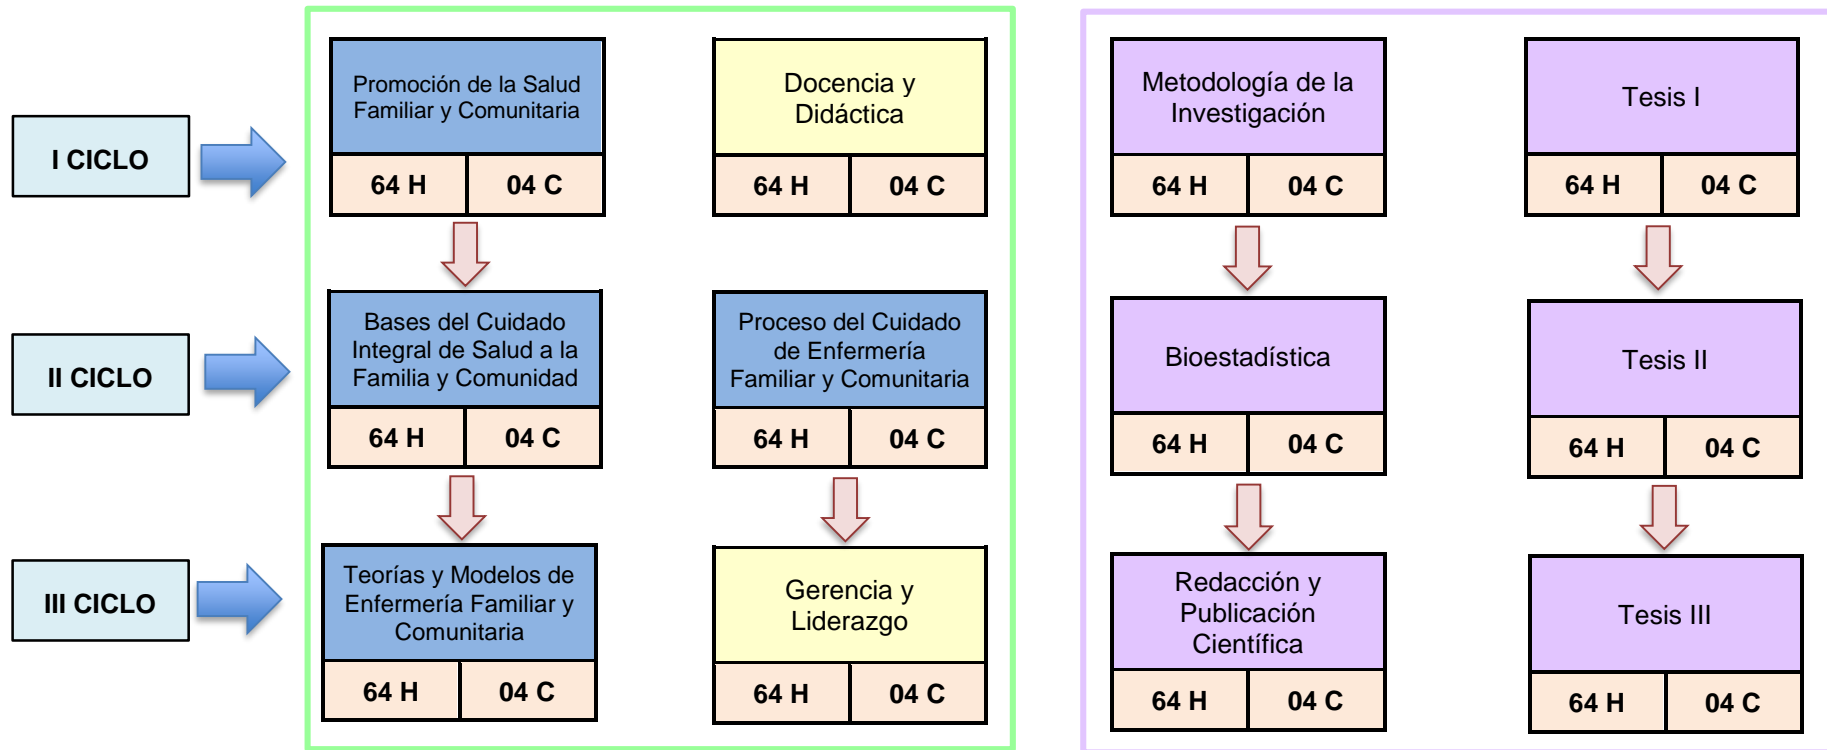 I CICLO
Promoción de la Salud
Familiar y Comunitaria
64 H
04 C
Docencia y
Didáctica
64 H
04 C
Metodología de la
Investigación
64 H
04 C
Tesis I
64 H
04 C
II CICLO
Bases del Cuidado
Integral de Salud a la
Familia y Comunidad
64 H
04 C
Proceso del Cuidado
de Enfermería
Familiar y Comunitaria
64 H
04 C
Bioestadística
64 H
04 C
Tesis II
64 H
04 C
III CICLO
Teorías y Modelos de
Enfermería Familiar y
Comunitaria
64 H
04 C
Gerencia y
Liderazgo
64 H
04 C
Redacción y
Publicación
Científica
64 H
04 C
Tesis III
64 H
04 C